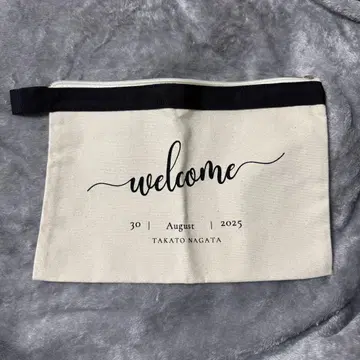 welcome
30 | August | 2025
TAKATO NAGATA